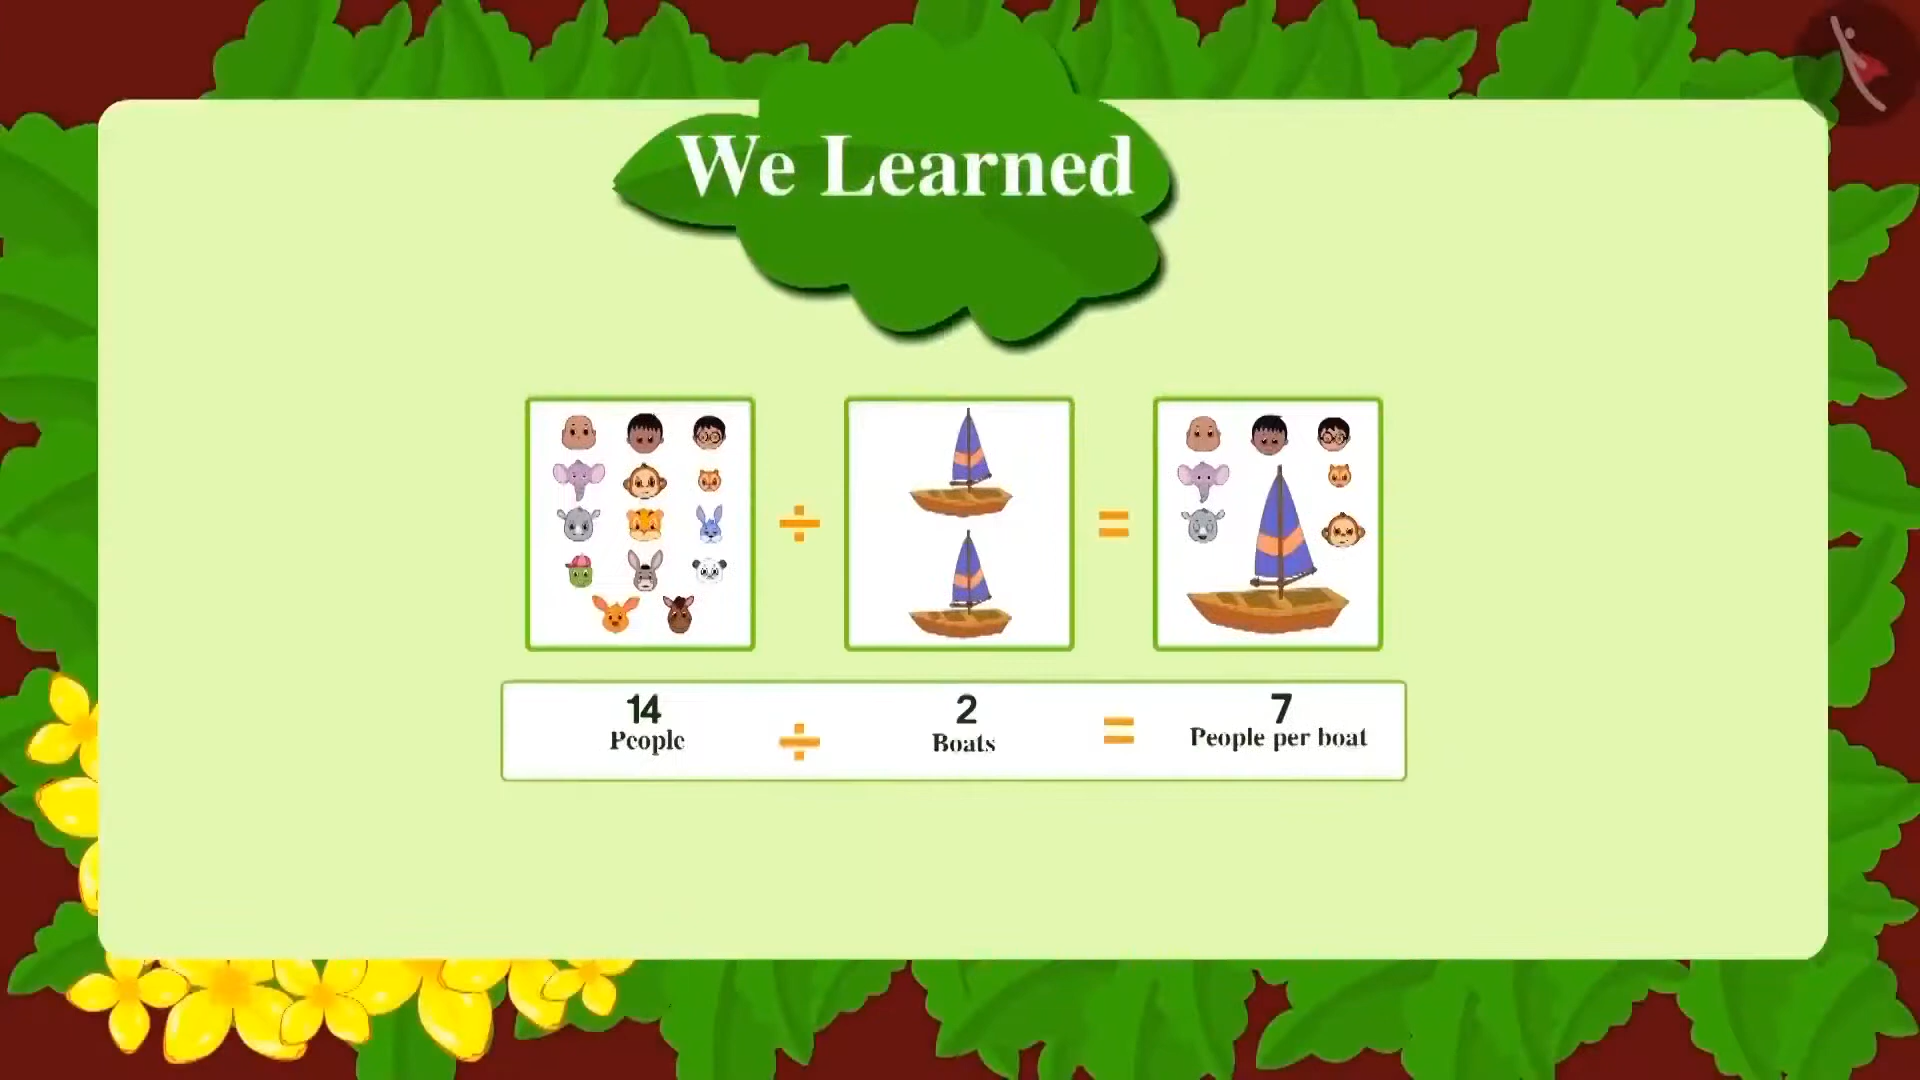 We Learned
÷ =
14 ÷ 2 = 7
People Boats People per boat